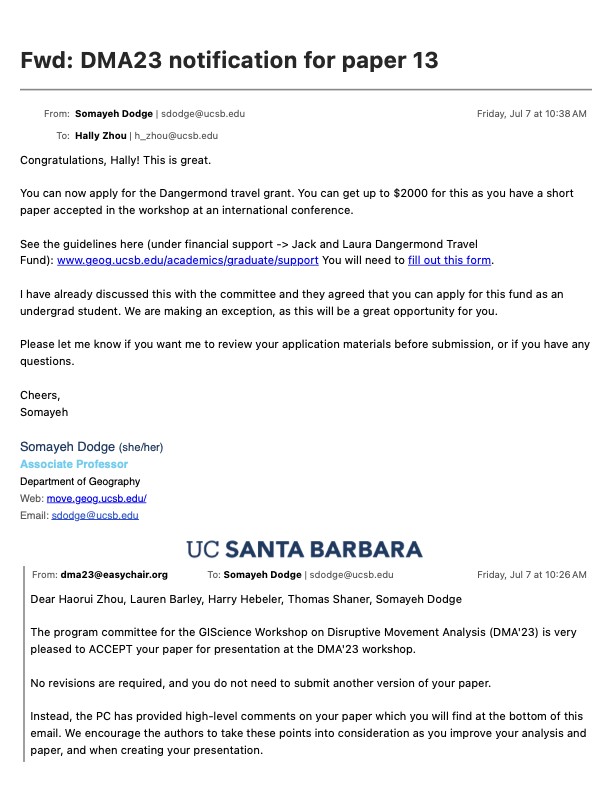 Fwd: DMA23 notification for paper 13
From: Somayeh Dodge | sdodge@ucsb.edu Friday, Jul 7 at 10:38 AM
To: Hally Zhou | h_zhou@ucsb.edu
Congratulations, Hally! This is great.
You can now apply for the Dangermond travel grant. You can get up to $2000 for this as you have a short
paper accepted in the workshop at an international conference.
See the guidelines here (under financial support -> Jack and Laura Dangermond Travel
Fund): www.geog.ucsb.edu/academics/graduate/support You will need to fill out this form.
I have already discussed this with the committee and they agreed that you can apply for this fund as an
undergrad student. We are making an exception, as this will be a great opportunity for you.
Please let me know if you want me to review your application materials before submission, or if you have any
questions.
Cheers,
Somayeh
Somayeh Dodge (she/her)
Associate Professor
Department of Geography
Web: move.geog.ucsb.edu/
Email: sdodge@ucsb.edu
UC SANTA BARBARA
From: dma23@easychair.org To: Somayeh Dodge | sdodge@ucsb.edu Friday, Jul 7 at 10:26 AM
Dear Haorui Zhou, Lauren Barley, Harry Hebeler, Thomas Shaner, Somayeh Dodge
The program committee for the GIScience Workshop on Disruptive Movement Analysis (DMA'23) is very
pleased to ACCEPT your paper for presentation at the DMA'23 workshop.
No revisions are required, and you do not need to submit another version of your paper.
Instead, the PC has provided high-level comments on your paper which you will find at the bottom of this
email. We encourage the authors to take these points into consideration as you improve your analysis and
paper, and when creating your presentation.